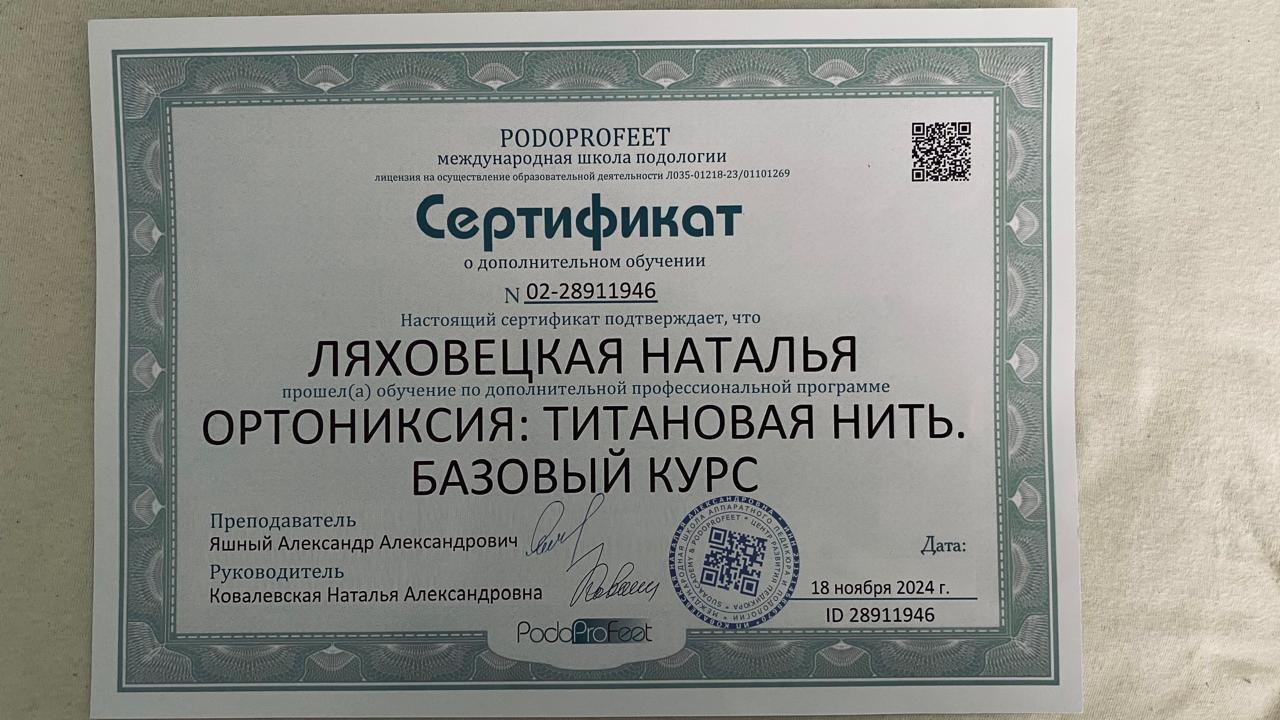 PODOPROFEET
международная школа подологии
лицензия на осуществление образовательной деятельности Л035-01218-23/01101269
Сертификат
о дополнительном обучении
N 02-28911946
Настоящий сертификат подтверждает, что
ЛЯХОВЕЦКАЯ НАТАЛЬЯ
прошел(а) обучение по дополнительной профессиональной программе
ОРТОНИКСИЯ: ТИТАНОВАЯ НИТЬ.
БАЗОВЫЙ КУРС
Преподаватель
Яшный Александр Александрович
Руководитель
Ковалевская Наталья Александровна
Дата:
18 ноября 2024 г.
ID 28911946
PodoProFeet